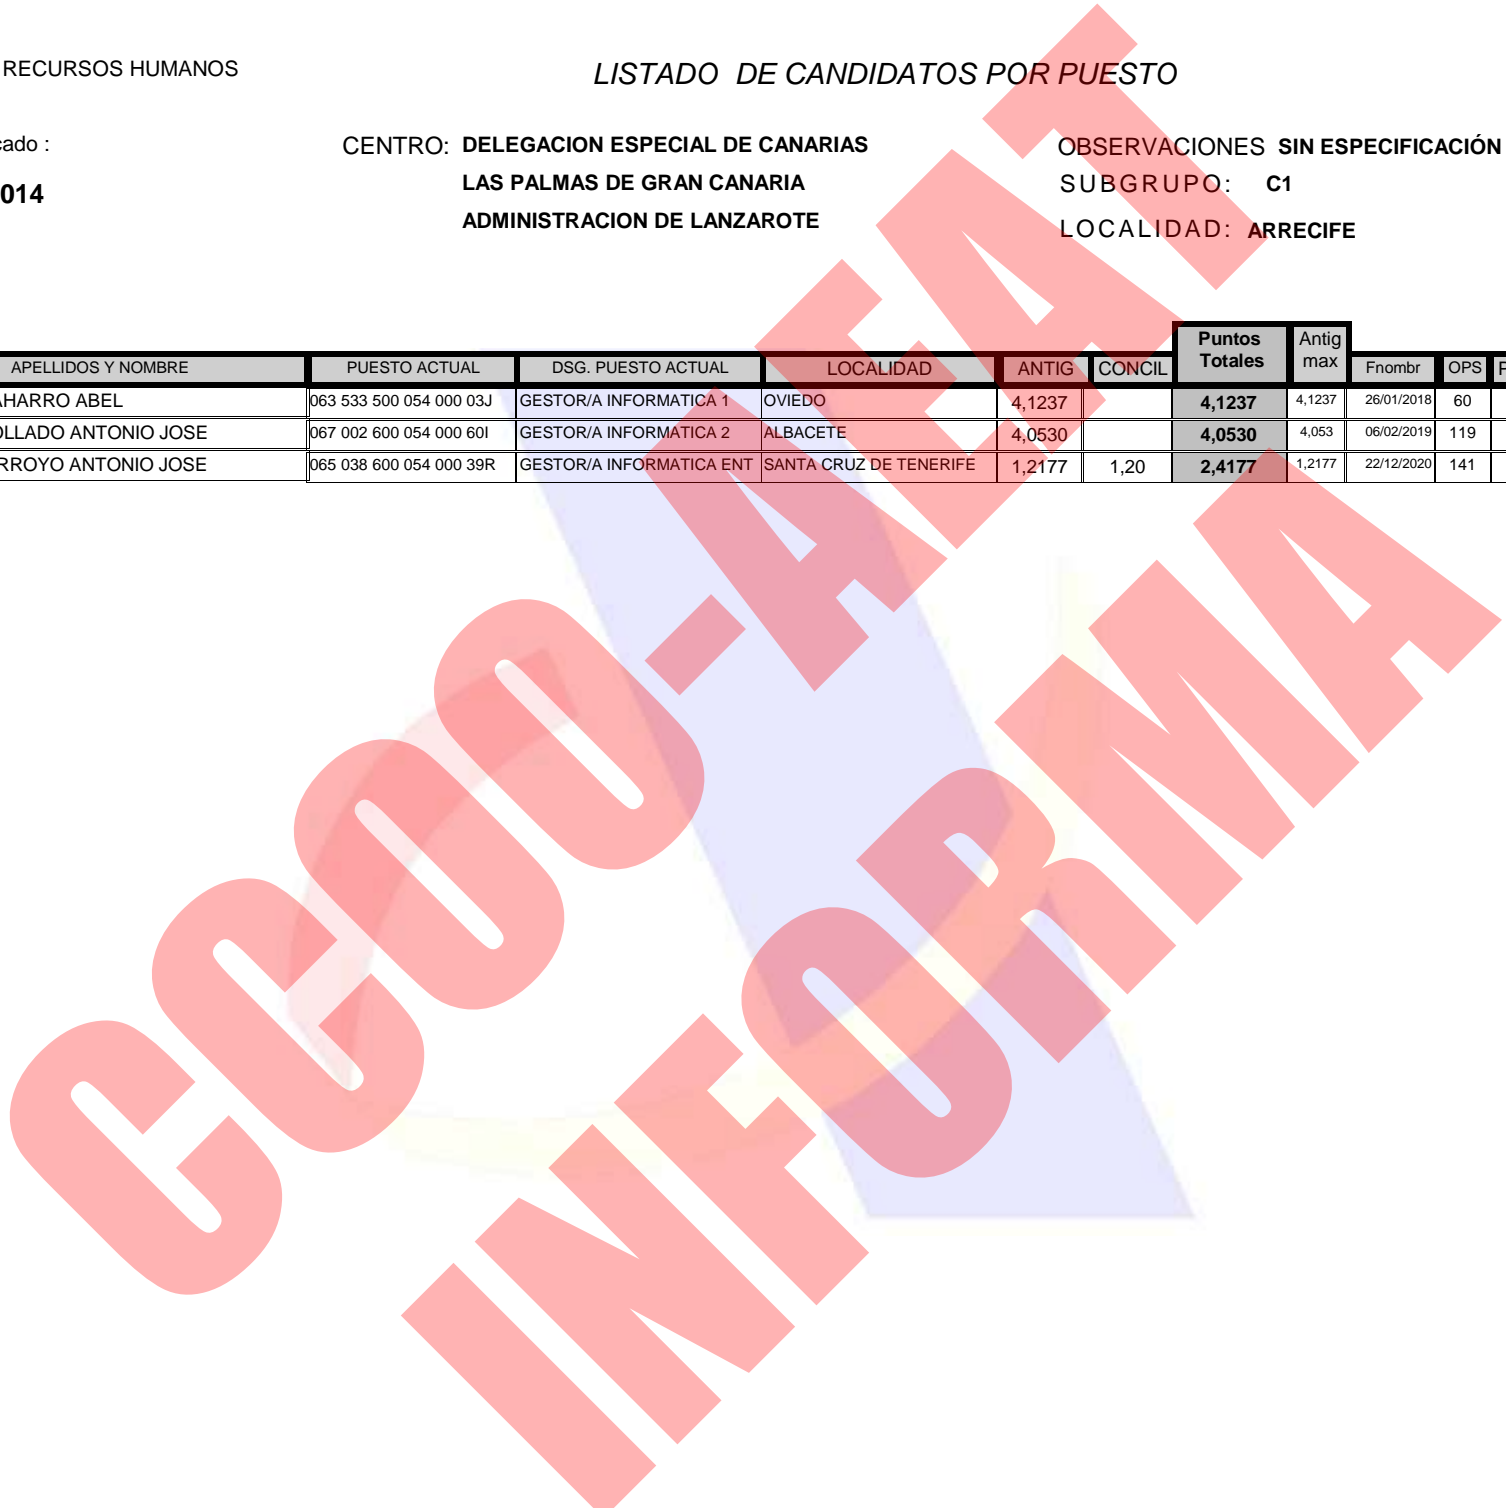 RECURSOS HUMANOS
LISTADO DE CANDIDATOS POR PUESTO
cado :
CENTRO: DELEGACION ESPECIAL DE CANARIAS
OBSERVACIONES SIN ESPECIFICACIÓN
014
LAS PALMAS DE GRAN CANARIA
SUBGRUPO: C1
ADMINISTRACION DE LANZAROTE
LOCALIDAD: ARRECIFE
APELLIDOS Y NOMBRE PUESTO ACTUAL DSG. PUESTO ACTUAL LOCALIDAD ANTIG CONCIL Puntos Totales Antig max Fnombr OPS P
AHARRO ABEL 063 533 500 054 000 03J GESTOR/A INFORMATICA 1 OVIEDO 4,1237 4,1237 4,1237 26/01/2018 60
OLLADO ANTONIO JOSE 067 002 600 054 000 60I GESTOR/A INFORMATICA 2 ALBACETE 4,0530 4,0530 4,053 06/02/2019 119
RROYO ANTONIO JOSE 065 038 600 054 000 39R GESTOR/A INFORMATICA ENT SANTA CRUZ DE TENERIFE 1,2177 1,20 2,4177 1,2177 22/12/2020 141
CCOO-AEAT
INFORMA